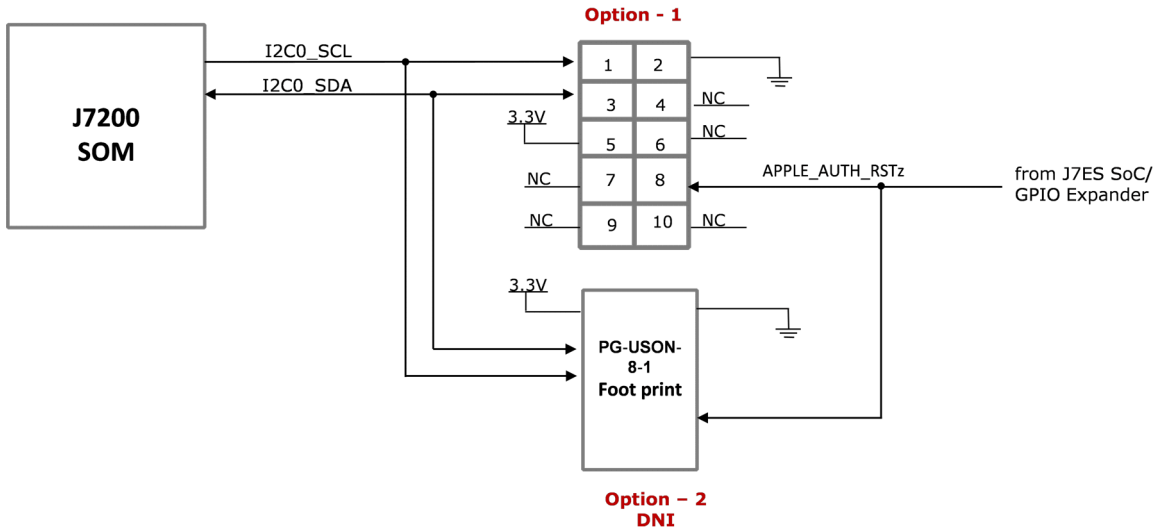 Option - 1
I2C0_SCL
1 2
I2C0_SDA
J7200
SOM
3 4
NC
3.3V
5 6
NC
APPLE_AUTH_RSTz
from J7ES SoC/
GPIO Expander
NC
7 8
NC
9 10
NC
3.3V
PG-USON-
8-1
Foot print
Option – 2
DNI